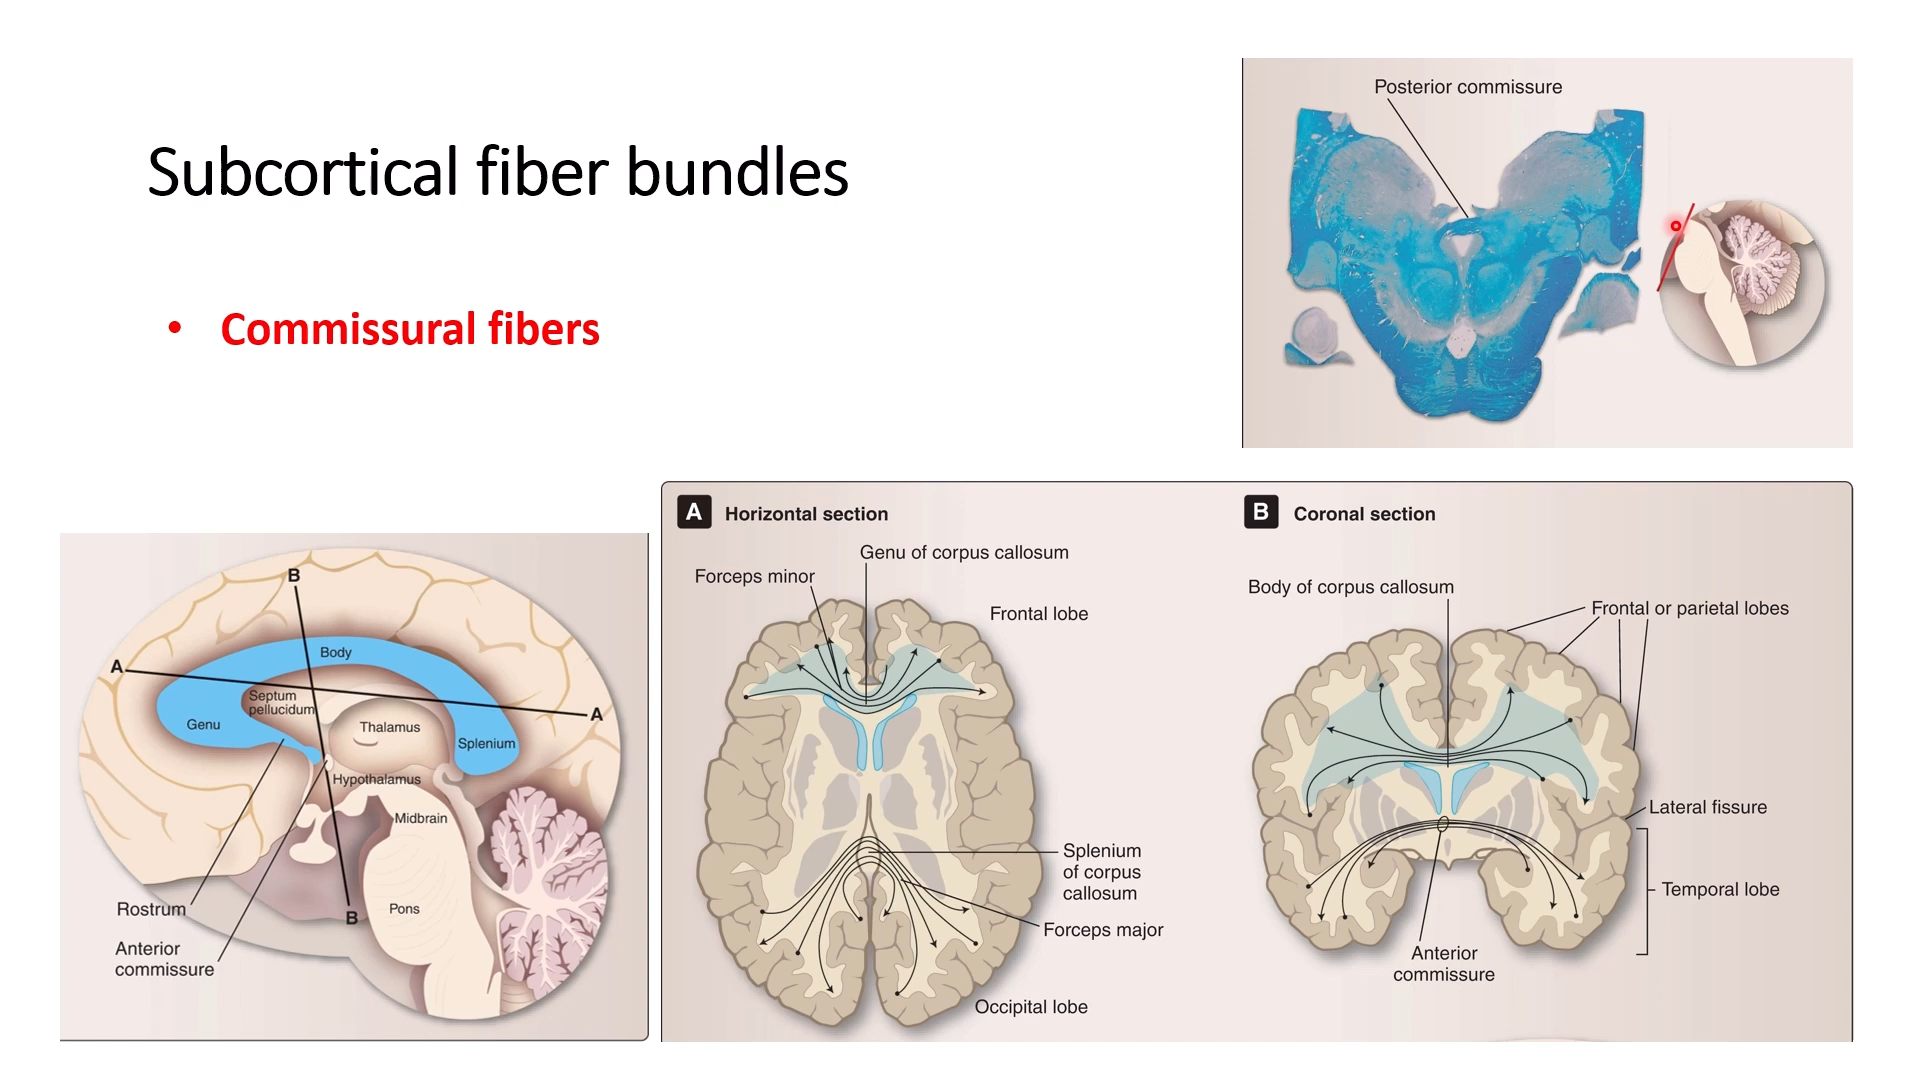 Subcortical fiber bundles
• Commissural fibers
Posterior commissure
B
A
Body
Septum
pellucidum
Genu
Thalamus
A
Splenium
Hypothalamus
Midbrain
Rostrum
Pons
B
Anterior
commissure
A Horizontal section
Genu of corpus callosum
Forceps minor
Frontal lobe
Splenium
of corpus
callosum
Forceps major
Occipital lobe
B Coronal section
Body of corpus callosum
Frontal or parietal lobes
Lateral fissure
Temporal lobe
Anterior
commissure